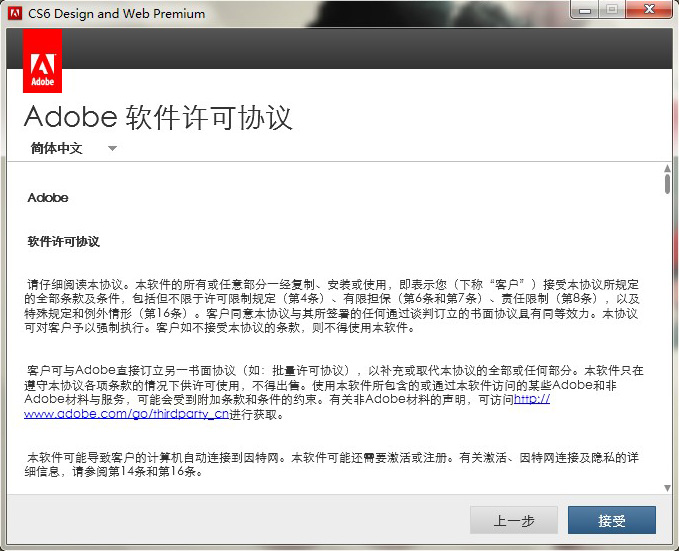 CS6 Design and Web Premium
Adobe
Adobe 软件许可协议
简体中文
Adobe
软件许可协议
请仔细阅读本协议。本软件的所有或任意部分一经复制、安装或使用，即表示您（下称“客户”）接受本协议所规定
的全部条款及条件，包括但不限于许可限制规定（第4条）、有限担保（第6条和第7条）、责任限制（第8条），以及
特殊规定和例外情形（第16条）。客户同意本协议与其所签署的任何通过谈判订立的书面协议具有同等效力。本协议
可对客户予以强制执行。客户如不接受本协议的条款，则不得使用本软件。
客户可与Adobe直接订立另一书面协议（如：批量许可协议），以补充或取代本协议的全部或任何部分。本软件只在
遵守本协议各项条款的情况下供许可使用，不得出售。使用本软件所包含的或通过本软件访问的某些Adobe和非
Adobe材料与服务，可能会受到附加条款和条件的约束。有关非Adobe材料的声明，可访问http://
www.adobe.com/go/thirdparty_cn进行获取。
本软件可能导致客户的计算机自动连接到因特网。本软件可能还需要激活或注册。有关激活、因特网连接及隐私的详
细信息，请参阅第14条和第16条。
上一步
接受